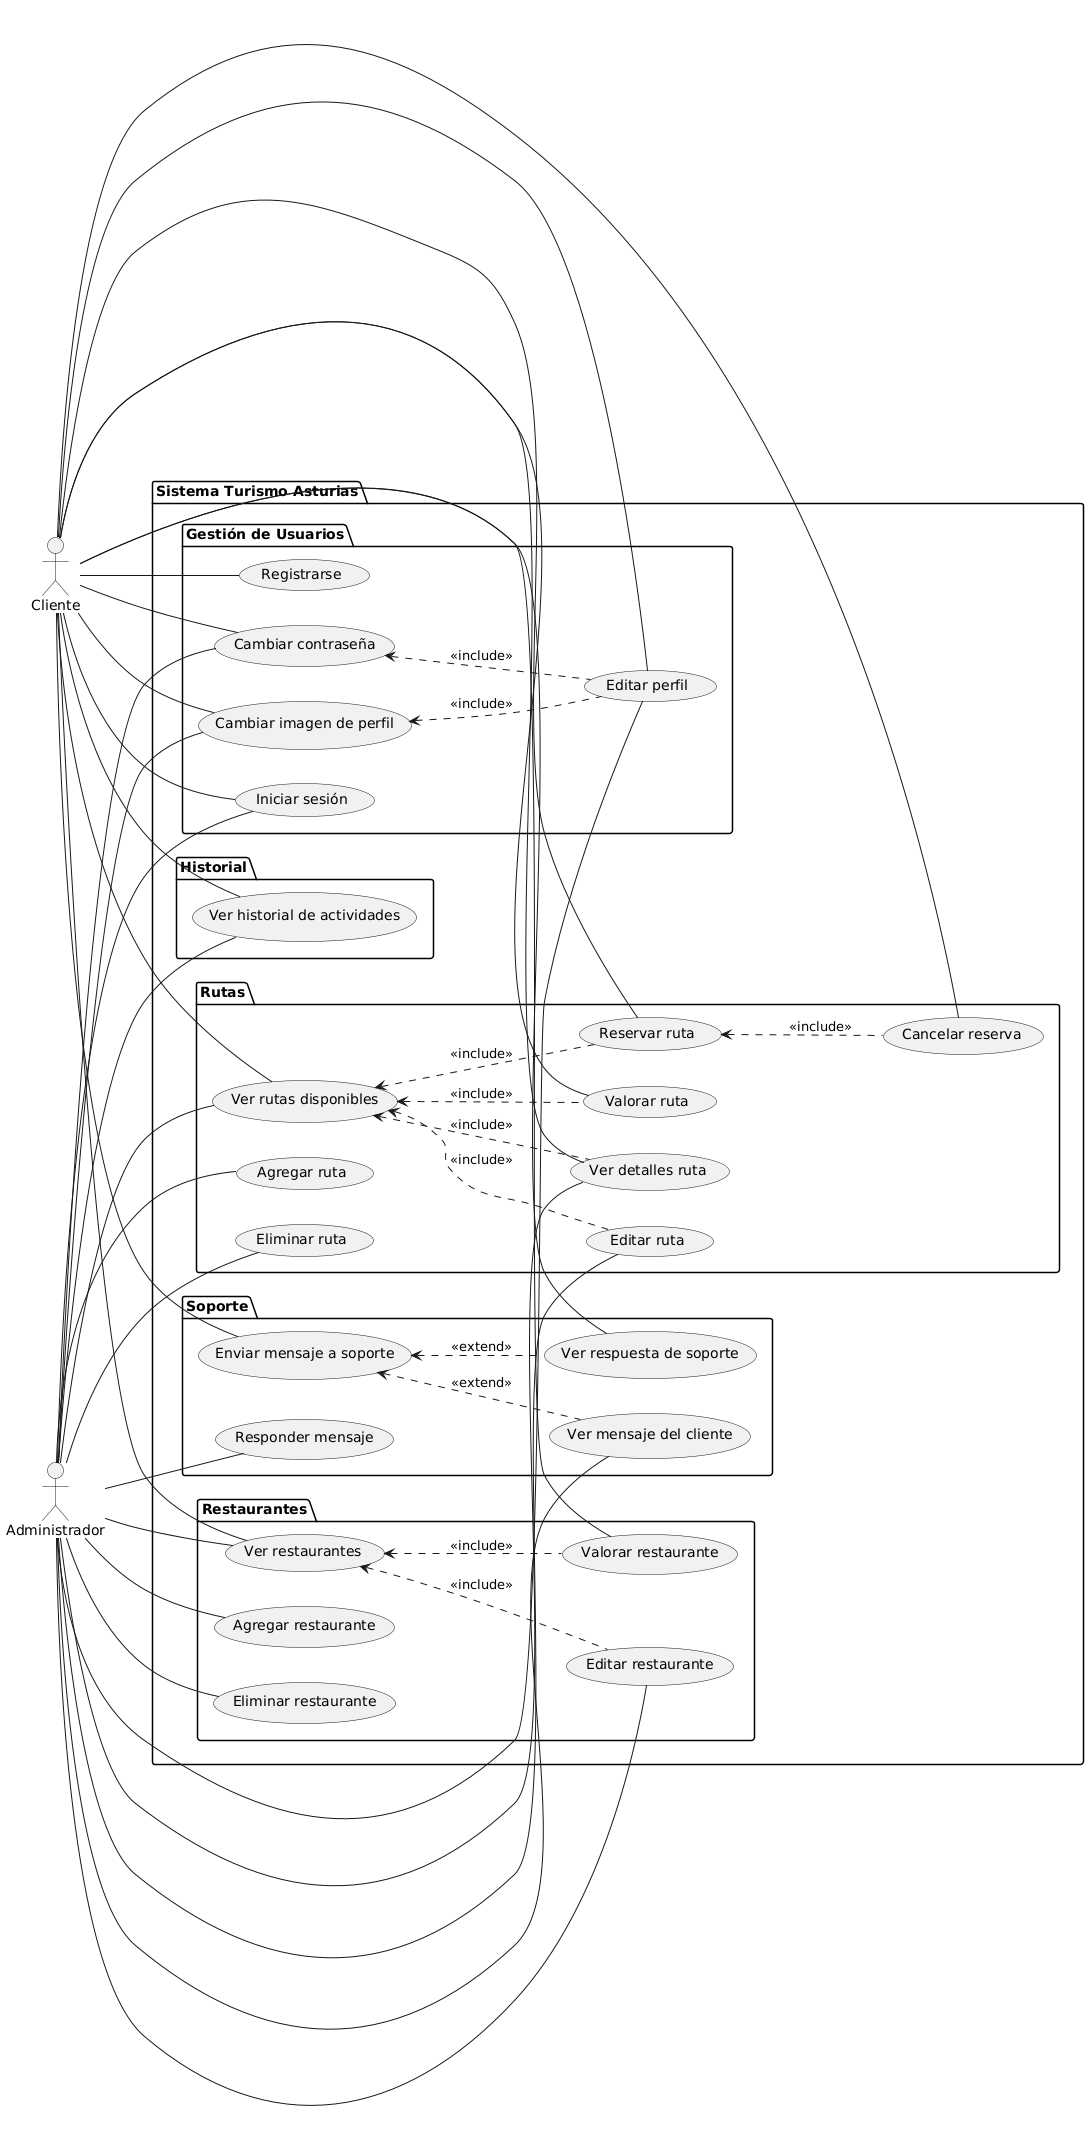 Sistema Turismo Asturias
Gestión de Usuarios
Cliente
Registrarse
Cambiar contraseña
«include»
Editar perfil
Cambiar imagen de perfil
«include»
Iniciar sesión
Historial
Ver historial de actividades
Rutas
Reservar ruta
«include»
Cancelar reserva
«include»
Ver rutas disponibles
«include»
Valorar ruta
«include»
Ver detalles ruta
«include»
Agregar ruta
Eliminar ruta
Editar ruta
Soporte
Enviar mensaje a soporte
«extend»
Ver respuesta de soporte
«extend»
Responder mensaje
Ver mensaje del cliente
Administrador
Restaurantes
Ver restaurantes
«include»
Valorar restaurante
«include»
Agregar restaurante
Editar restaurante
Eliminar restaurante